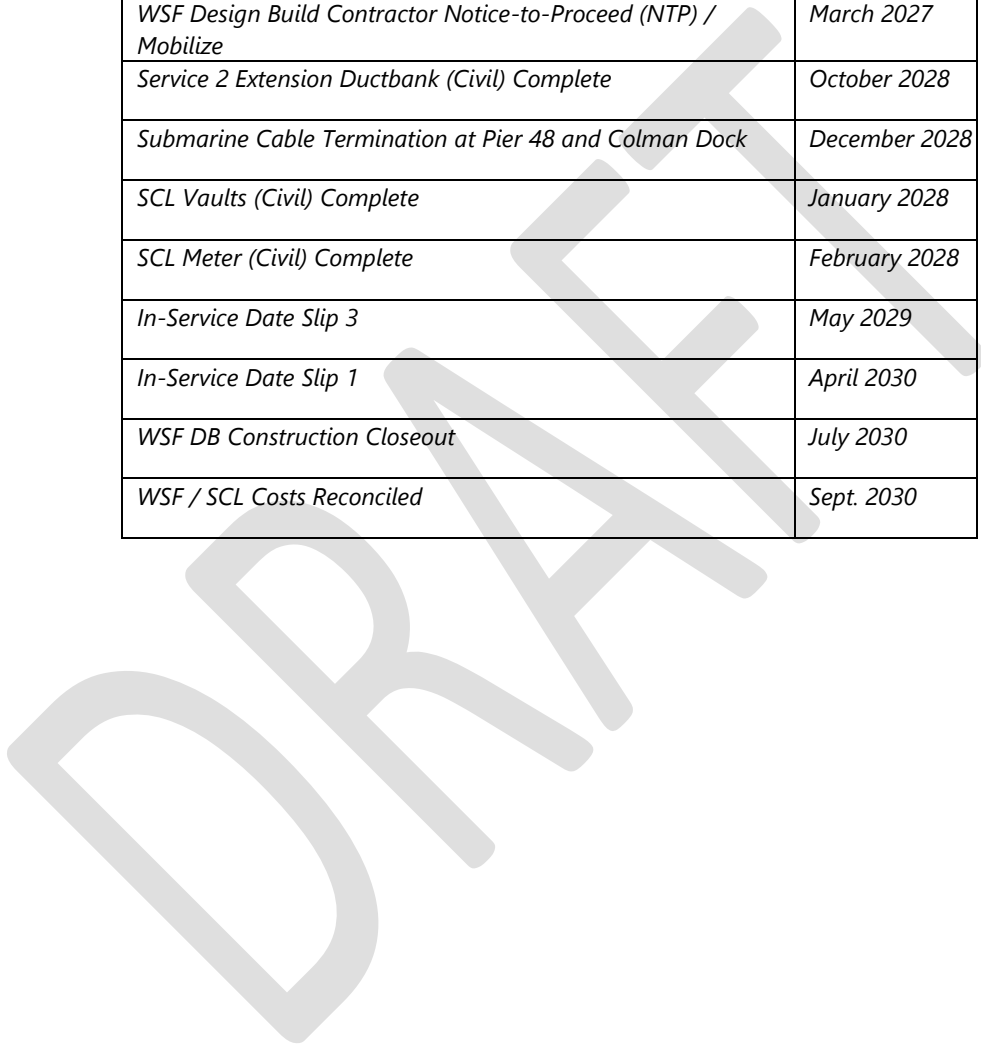 WSF Design Build Contractor Notice-to-Proceed (NTP) / March 2027
Mobilize
Service 2 Extension Ductbank (Civil) Complete October 2028
Submarine Cable Termination at Pier 48 and Colman Dock December 2028
SCL Vaults (Civil) Complete January 2028
SCL Meter (Civil) Complete February 2028
In-Service Date Slip 3 May 2029
In-Service Date Slip 1 April 2030
WSF DB Construction Closeout July 2030
WSF / SCL Costs Reconciled Sept. 2030
DRAFT